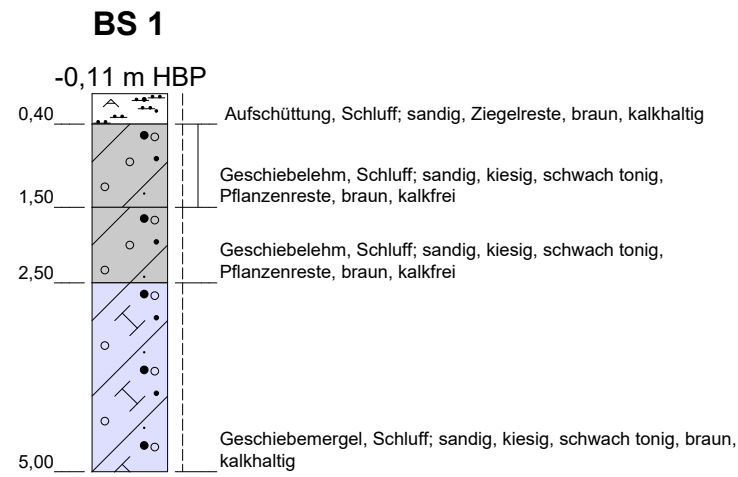 BS 1
-0,11 m HBP
0,40
Aufschüttung, Schluff; sandig, Ziegelreste, braun, kalkhaltig
Geschiebelehm, Schluff; sandig, kiesig, schwach tonig,
Pflanzenreste, braun, kalkfrei
1,50
Geschiebelehm, Schluff; sandig, kiesig, schwach tonig,
Pflanzenreste, braun, kalkfrei
2,50
Geschiebemergel, Schluff; sandig, kiesig, schwach tonig, braun,
kalkhaltig
5,00